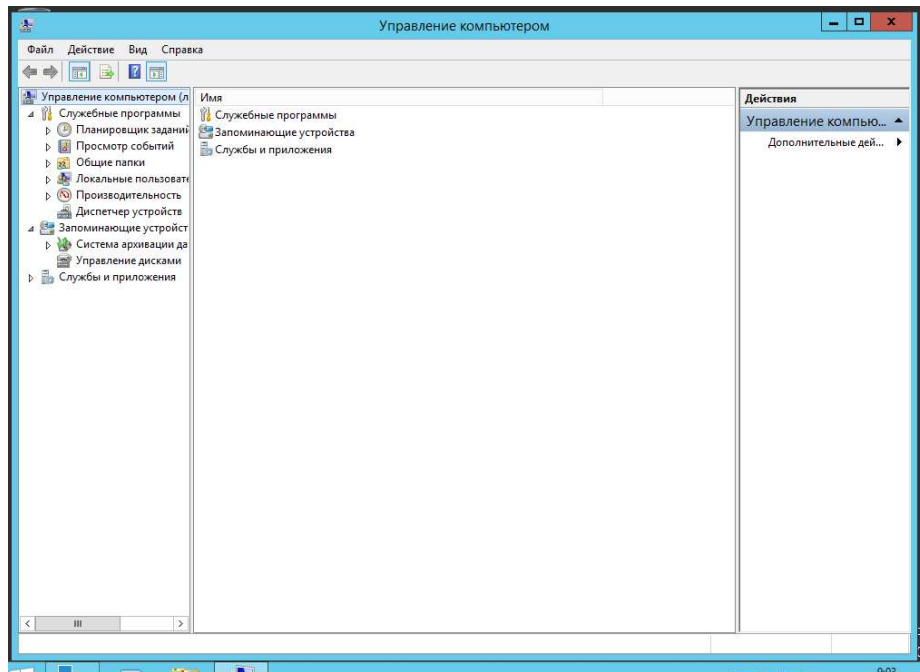 Управление компьютером
Файл Действие Вид Справка
Управление компьютером (л
Служебные программы
Планировщик заданий
Просмотр событий
Общие папки
Локальные пользовате
Производительность
Диспетчер устройств
Запоминающие устройст
Система архивации да
Управление дисками
Службы и приложения
Имя
Служебные программы
Запоминающие устройства
Службы и приложения
Действия
Управление компью...
Дополнительные дей...
9:03